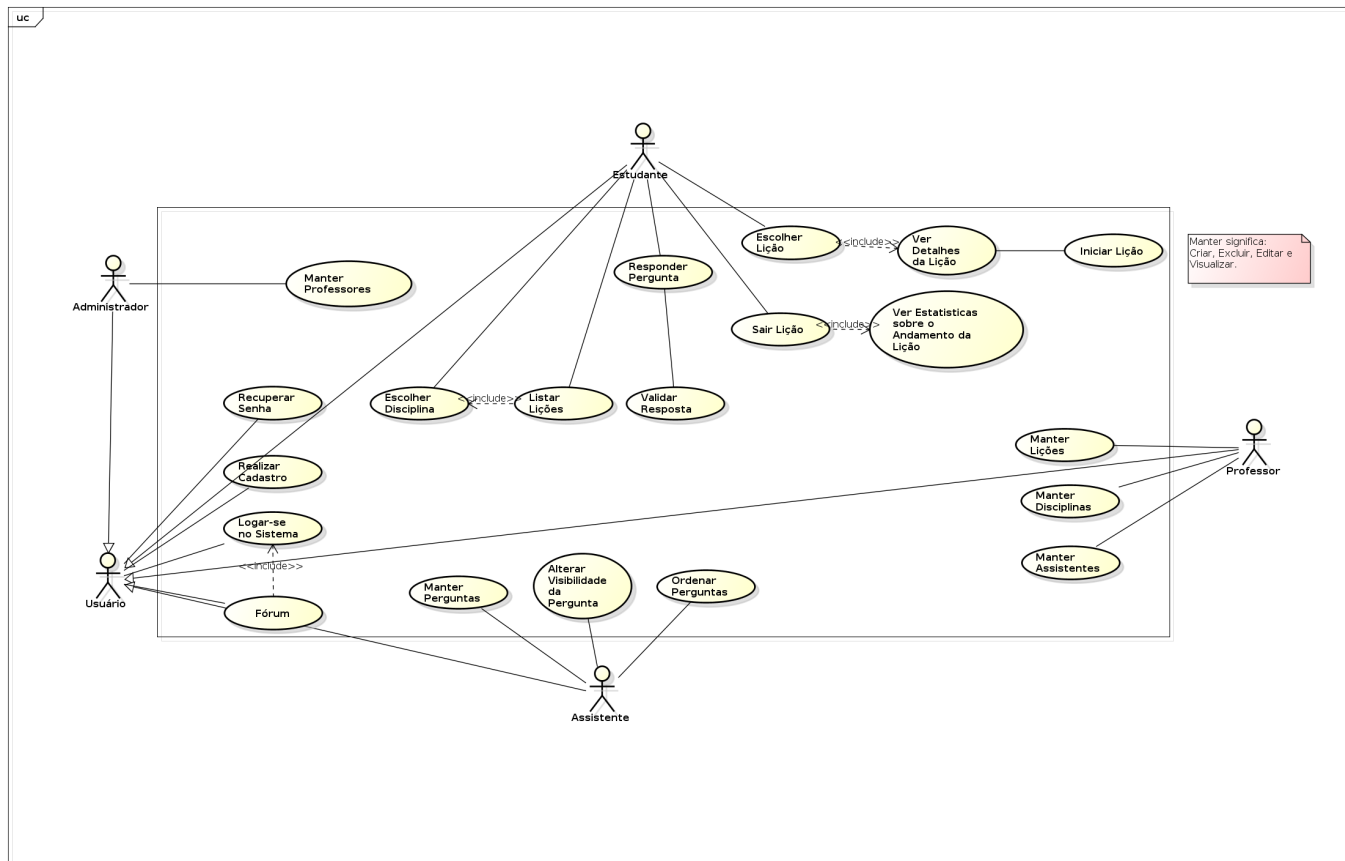 uc
Estudante
Escolher
Lição
<<include>>
Ver
Detalhes
da Lição
Iniciar Lição
Manter significa:
Criar, Excluir, Editar e
Visualizar.
Administrador
Manter
Professores
Responder
Pergunta
Sair Lição
<<include>>
Ver Estatisticas
sobre o
Andamento da
Lição
Recuperar
Senha
Escolher
Disciplina
<<include>>
Listar
Lições
Validar
Resposta
Manter
Lições
Professor
Realizar
Cadastro
Manter
Disciplinas
Logar-se
no Sistema
<<include>>
Manter
Assistentes
Usuário
Fórum
Manter
Perguntas
Alterar
Visibilidade
da
Pergunta
Ordenar
Perguntas
Assistente